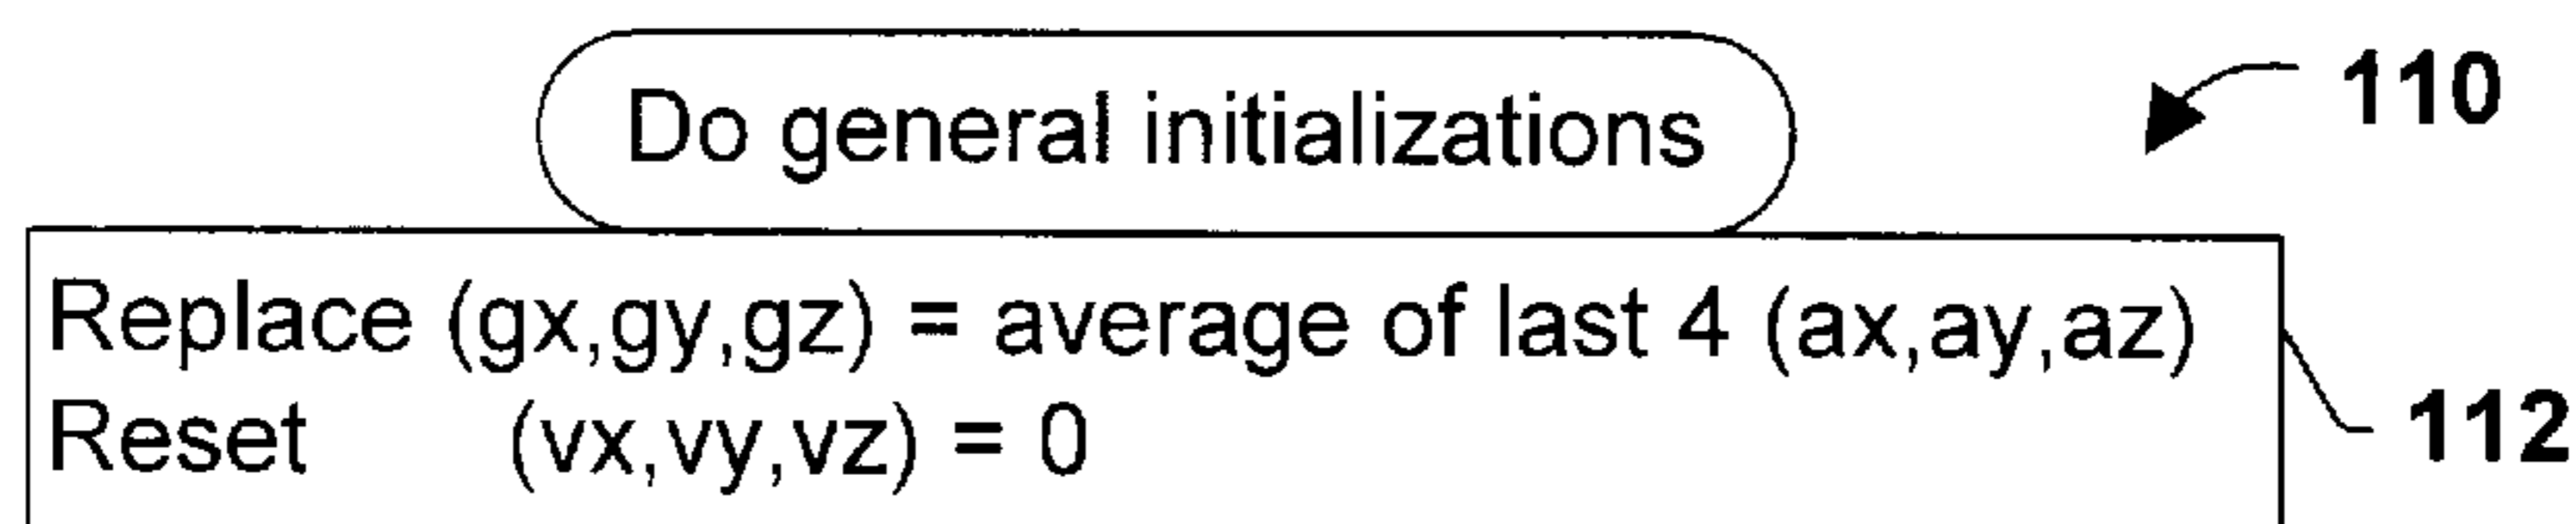 Do general initializations
110
Replace (gx,gy,gz) = average of last 4 (ax,ay,az)
Reset (vx,vy,vz) = 0
112